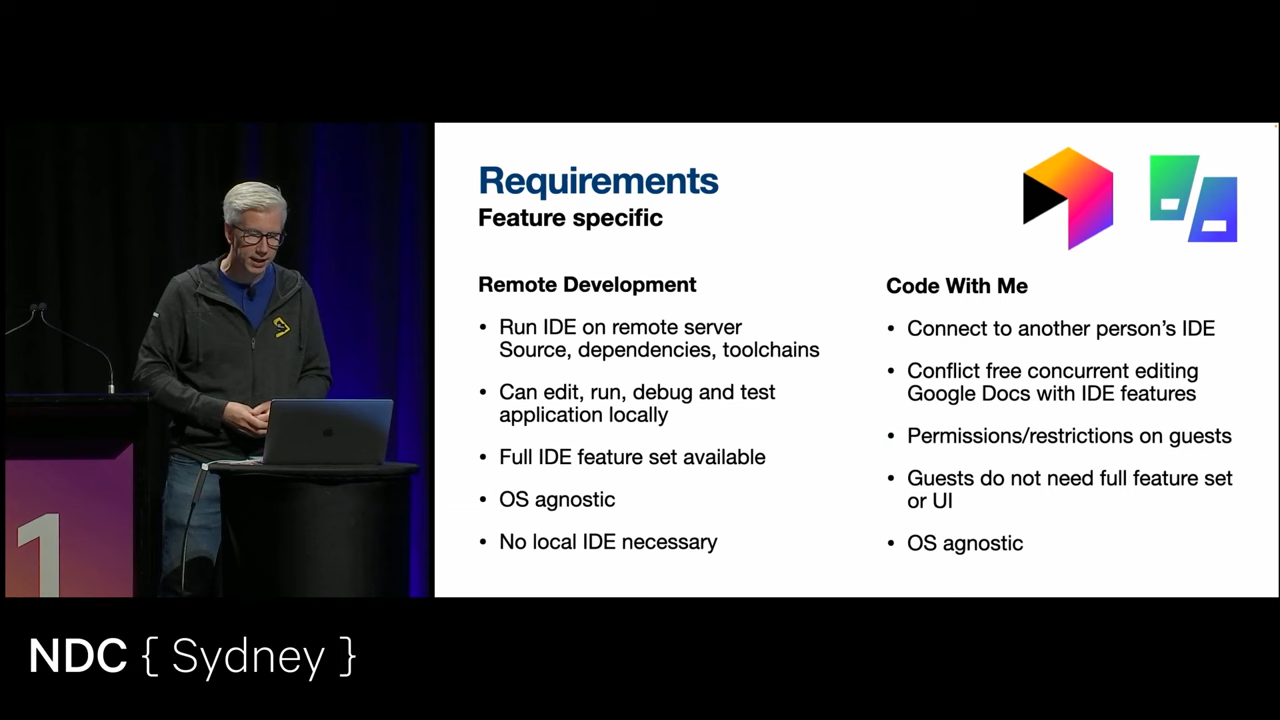 Requirements
Feature specific
Remote Development
• Run IDE on remote server
Source, dependencies, toolchains
• Can edit, run, debug and test
application locally
• Full IDE feature set available
• OS agnostic
• No local IDE necessary
Code With Me
• Connect to another person's IDE
• Conflict free concurrent editing
Google Docs with IDE features
• Permissions/restrictions on guests
• Guests do not need full feature set
or UI
• OS agnostic
1
NDC { Sydney }